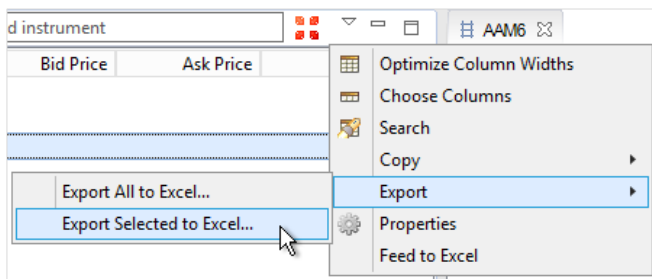 d instrument
AAM6
Bid Price Ask Price
Optimize Column Widths
Choose Columns
Search
Copy
Export
Export All to Excel...
Export Selected to Excel...
Properties
Feed to Excel